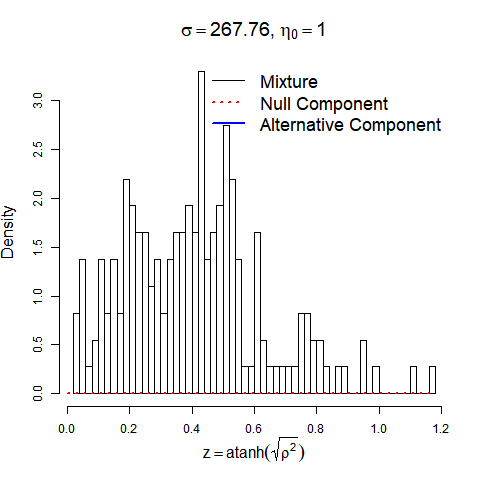 σ = 267.76, η₀ = 1
Mixture
Null Component
Alternative Component
Density
3.0
2.5
2.0
1.5
1.0
0.5
0.0
0.0 0.2 0.4 0.6 0.8 1.0 1.2
z = atanh(√ρ²)